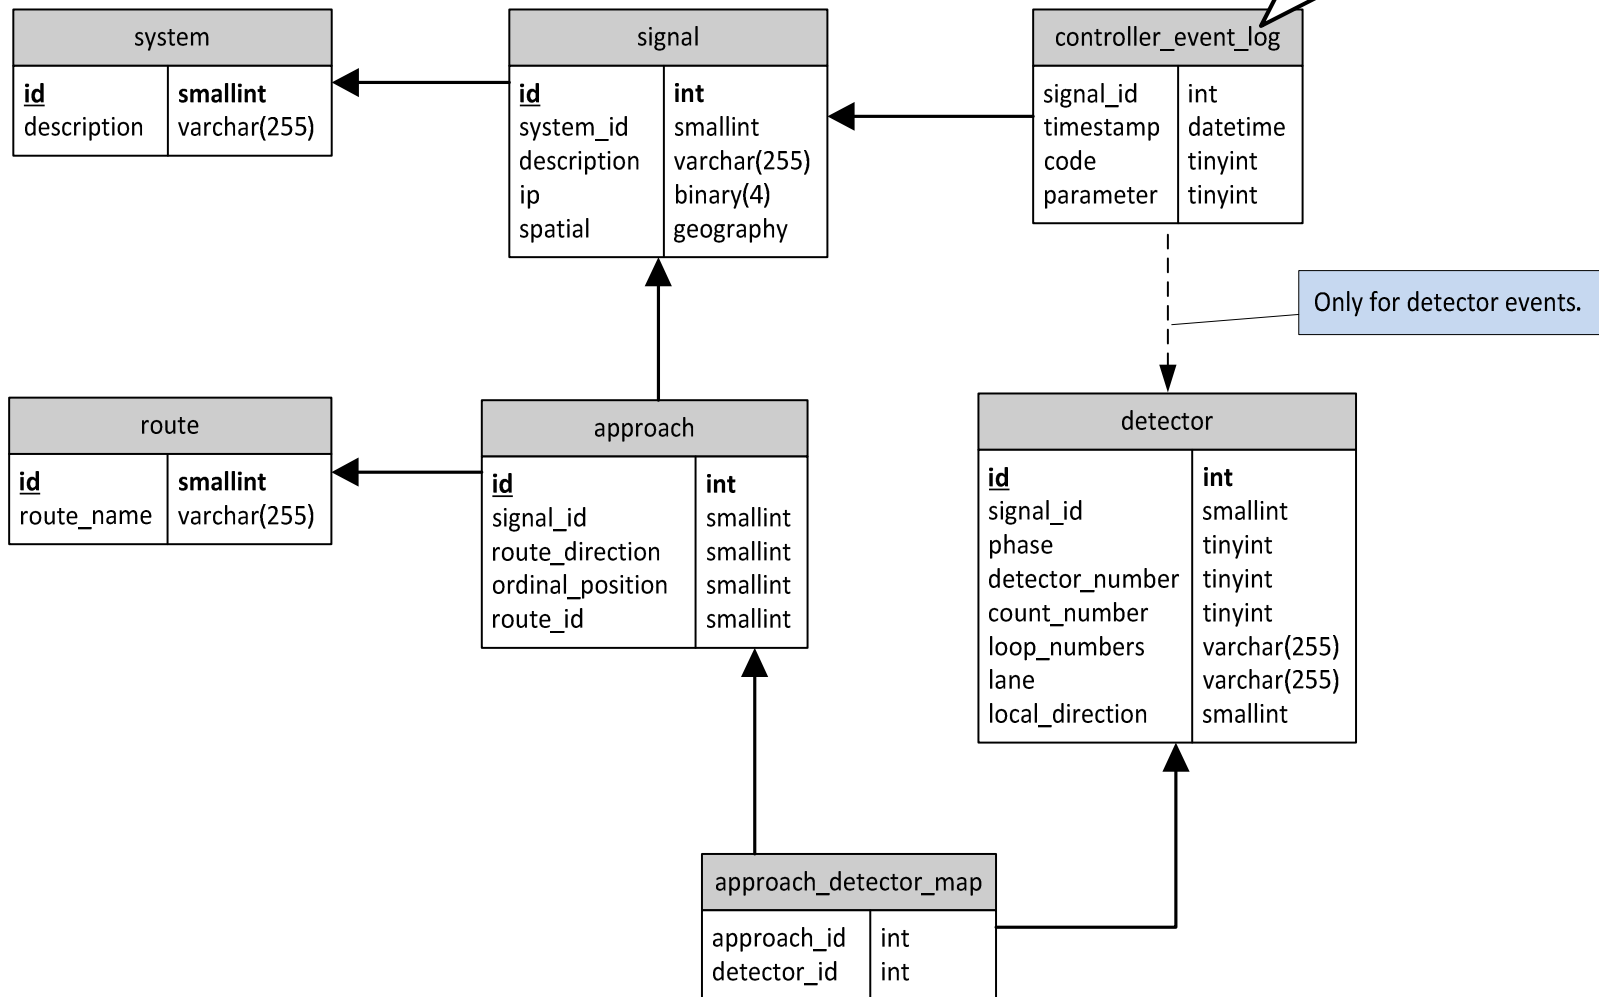 system
id smallint
description varchar(255)
signal
id int
system_id smallint
description varchar(255)
ip binary(4)
spatial geography
controller_event_log
signal_id int
timestamp datetime
code tinyint
parameter tinyint
Only for detector events.
route
id smallint
route_name varchar(255)
approach
id int
signal_id smallint
route_direction smallint
ordinal_position smallint
route_id smallint
detector
id int
signal_id smallint
phase tinyint
detector_number tinyint
count_number tinyint
loop_numbers varchar(255)
lane varchar(255)
local_direction smallint
approach_detector_map
approach_id int
detector_id int